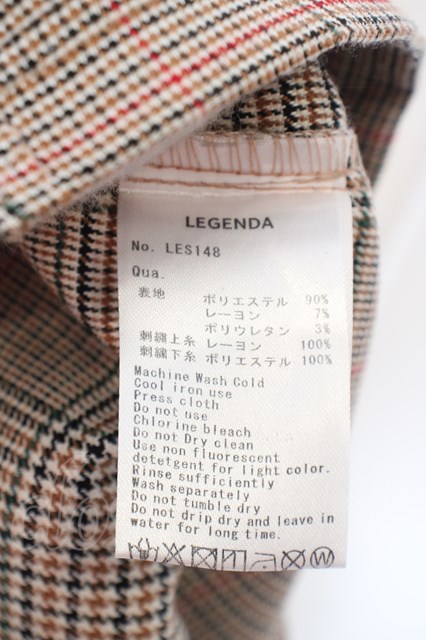 LEGENDA
No. LES148
Qua.
表地 ポリエステル 90%
レーヨン 7%
ポリウレタン 3%
刺繍上糸 レーヨン 100%
刺繍下糸 ポリエステル 100%
Machine Wash Cold
Cool iron use
Press cloth
Do not use
Chlorine bleach
Do not Dry clean
Use non fluorescent
detetgent for light color.
Rinse sufficiently
Wash separately
Do not tumble dry
Do not drip dry and leave in
water for long time.